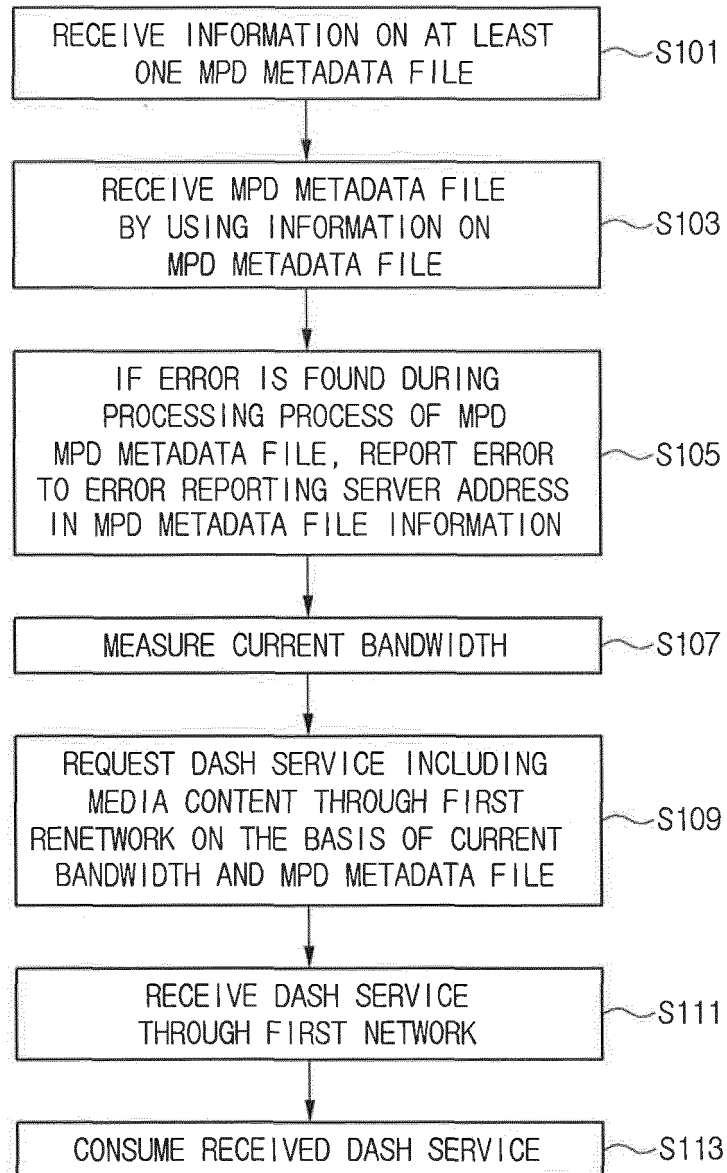 RECEIVE INFORMATION ON AT LEAST
ONE MPD METADATA FILE
S101
RECEIVE MPD METADATA FILE
BY USING INFORMATION ON
MPD METADATA FILE
S103
IF ERROR IS FOUND DURING
PROCESSING PROCESS OF MPD
MPD METADATA FILE, REPORT ERROR
TO ERROR REPORTING SERVER ADDRESS
IN MPD METADATA FILE INFORMATION
S105
MEASURE CURRENT BANDWIDTH
S107
REQUEST DASH SERVICE INCLUDING
MEDIA CONTENT THROUGH FIRST
RENETWORK ON THE BASIS OF CURRENT
BANDWIDTH AND MPD METADATA FILE
S109
RECEIVE DASH SERVICE
THROUGH FIRST NETWORK
S111
CONSUME RECEIVED DASH SERVICE
S113